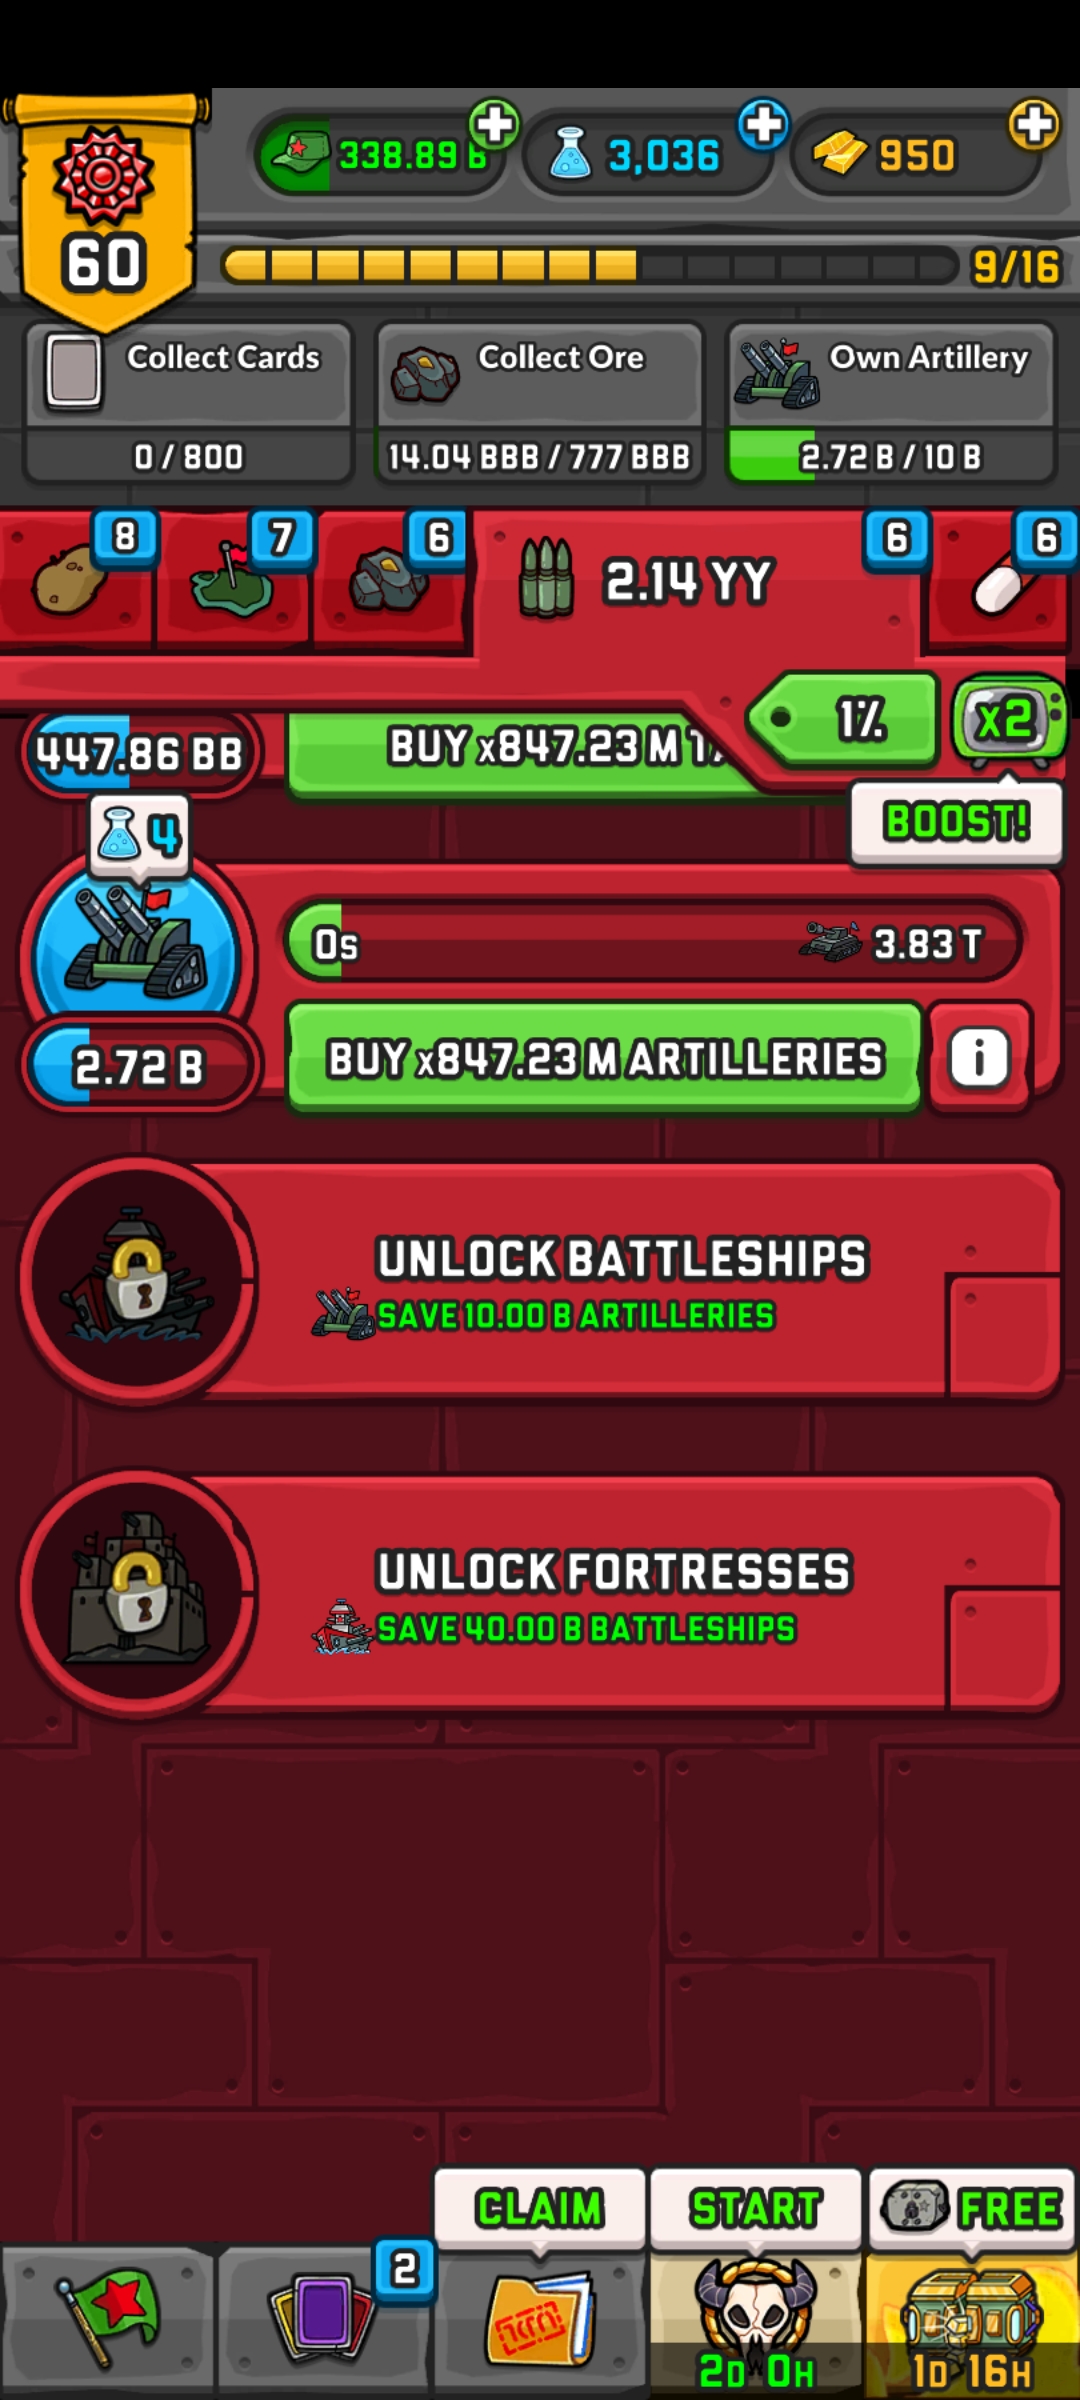 60
338.89 B
3,036
950
9/16
Collect Cards
0 / 800
Collect Ore
14.04 BBB / 777 BBB
Own Artillery
2.72 B / 10 B
8
7
6
2.14 YY
6
6
1%
x2
BOOST!
447.86 BB
BUY x847.23 M
4
0s
3.83 T
2.72 B
BUY x847.23 M ARTILLERIES
i
UNLOCK BATTLESHIPS
SAVE 10.00 B ARTILLERIES
UNLOCK FORTRESSES
SAVE 40.00 B BATTLESHIPS
CLAIM
START
FREE
2
2D 0H
1D 16H